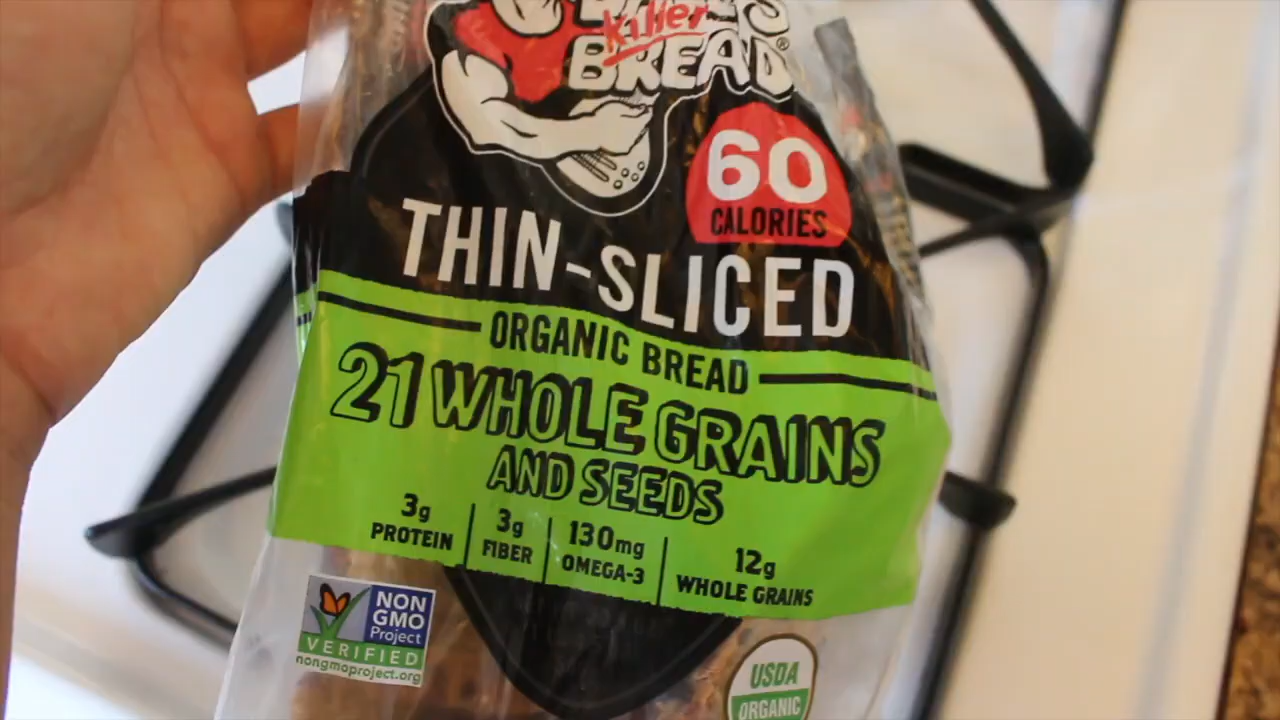 DAVE'S
Killer
BREAD®
60
CALORIES
THIN-SLICED
ORGANIC BREAD
21 WHOLE GRAINS
AND SEEDS
3g
PROTEIN
3g
FIBER
130mg
OMEGA-3
12g
WHOLE GRAINS
NON
GMO
Project
VERIFIED
nongmoproject.org
USDA
ORGANIC